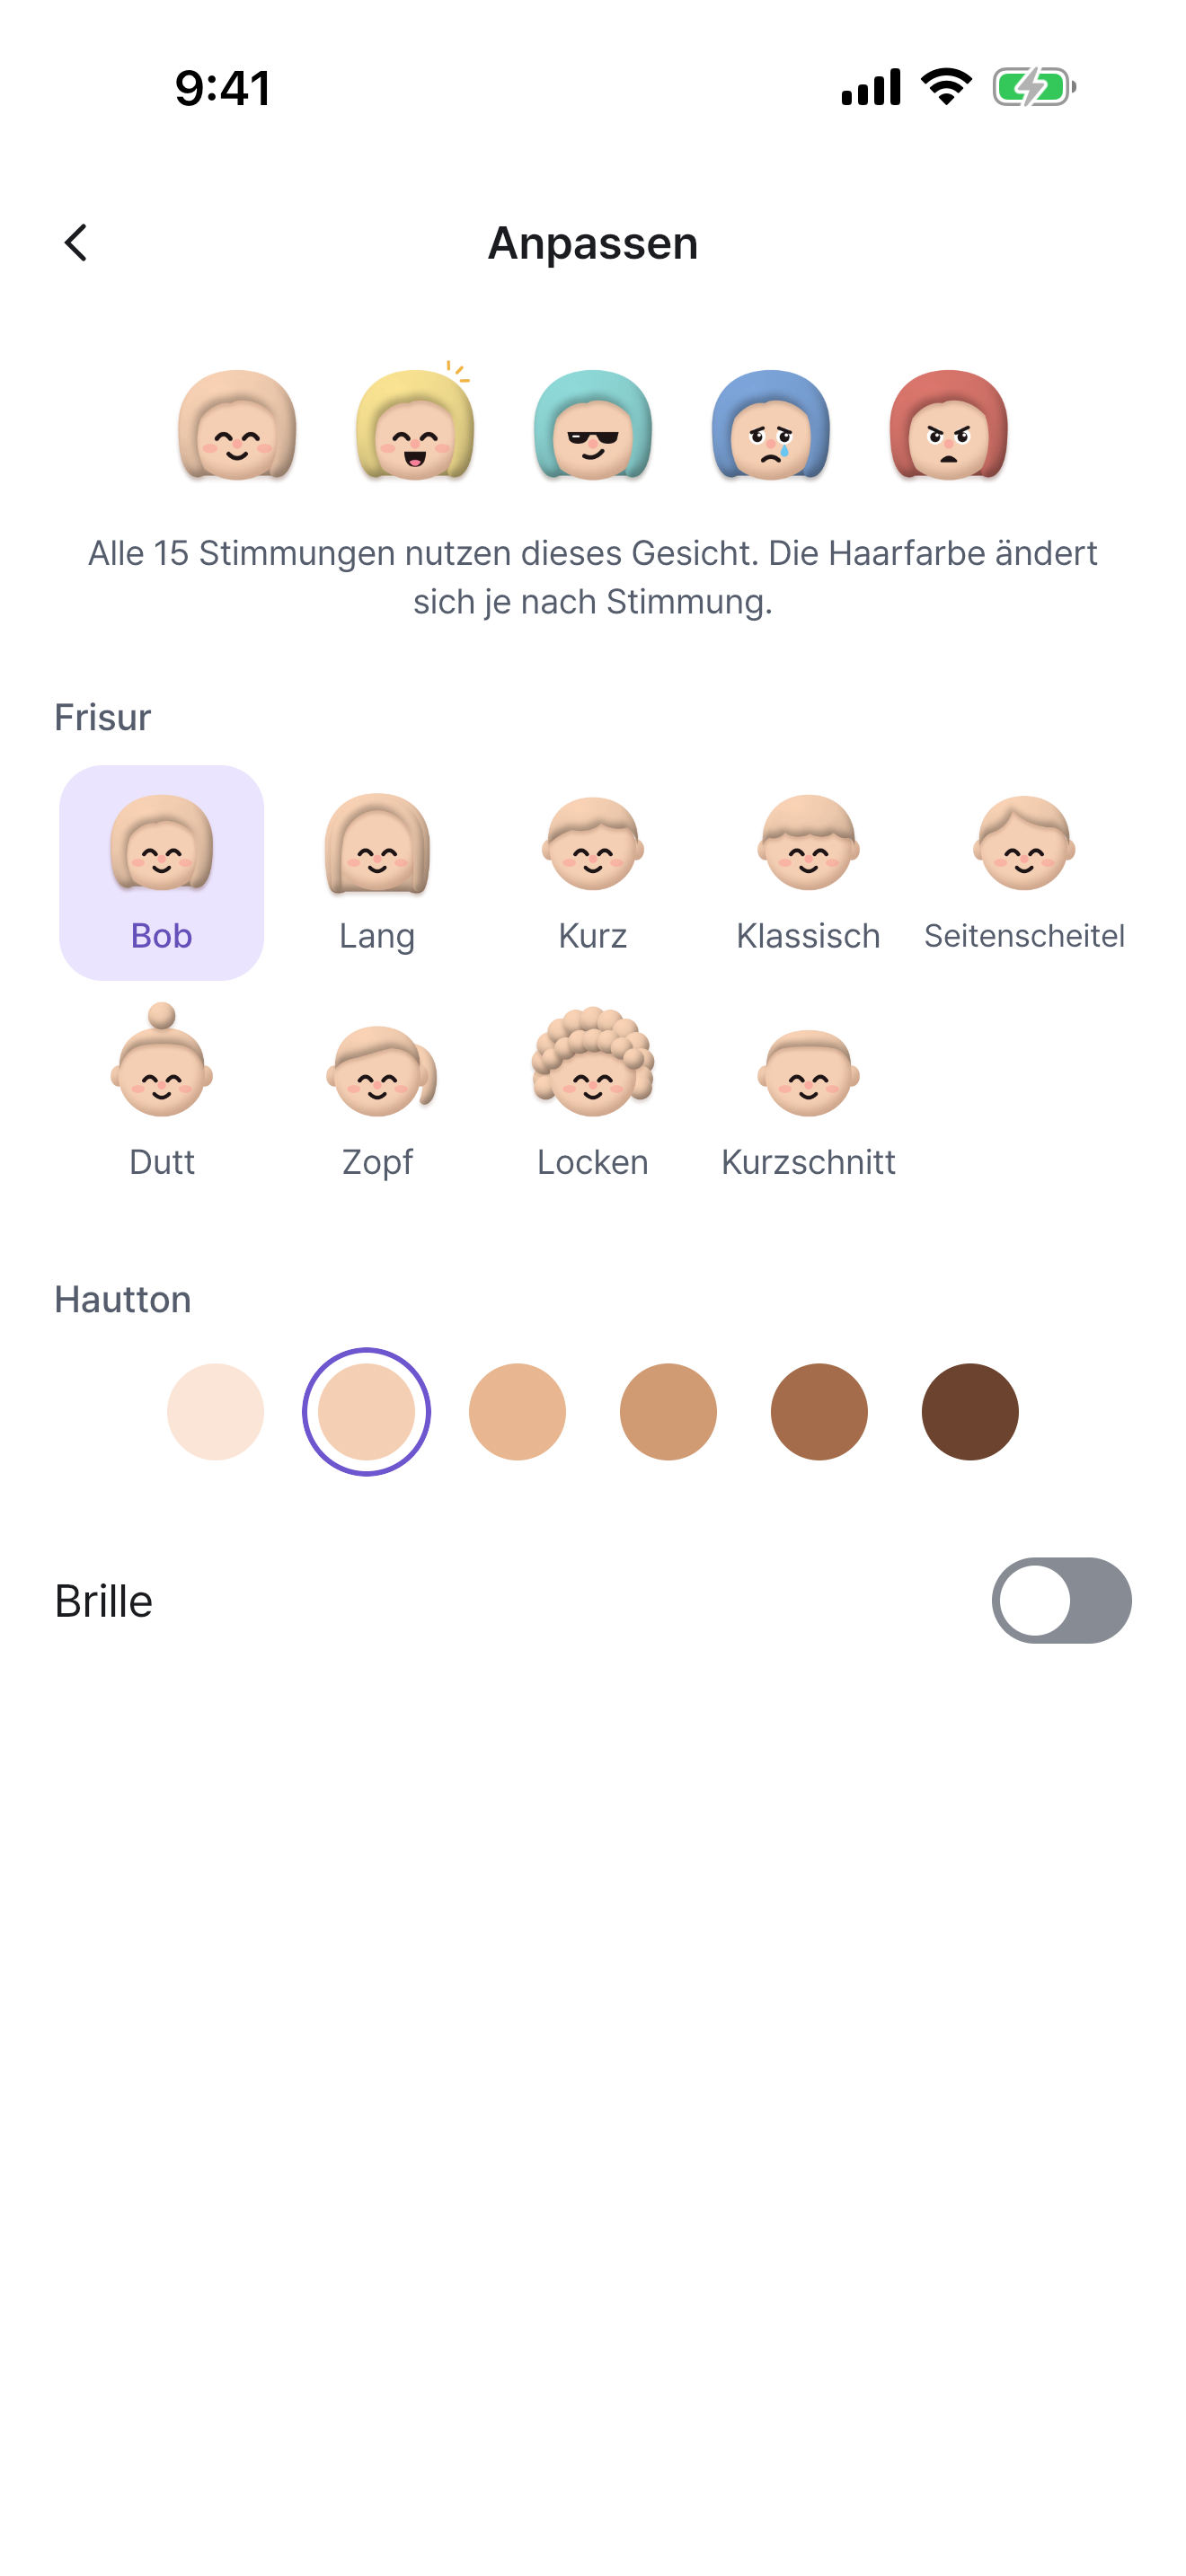 9:41
Anpassen
Alle 15 Stimmungen nutzen dieses Gesicht. Die Haarfarbe ändert
sich je nach Stimmung.
Frisur
Bob
Lang
Kurz
Klassisch
Seitenscheitel
Dutt
Zopf
Locken
Kurzschnitt
Hautton
Brille